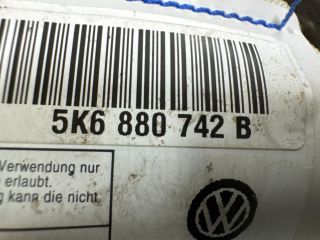 5K6 880 742 B
Verwendung nur
erlaubt.
kann die nicht